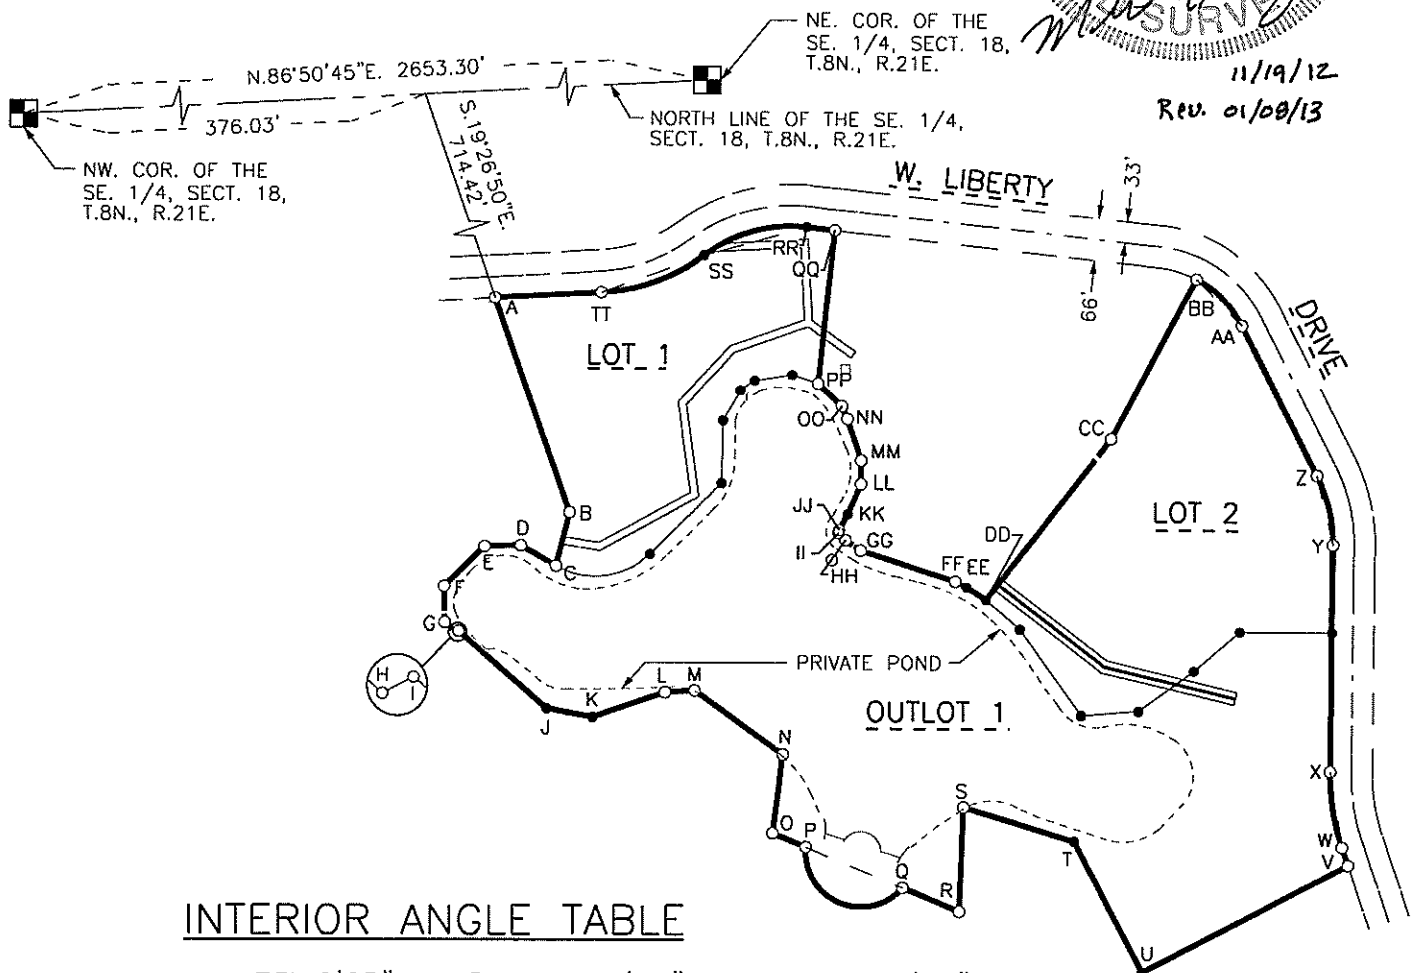 NE. COR. OF THE
SE. 1/4, SECT. 18,
T.8N., R.21E.
SURVE
11/19/12
Rev. 01/08/13
N.86°50'45"E. 2653.30'
376.03'
S.19°26'50"E.
714.42'
NORTH LINE OF THE SE. 1/4,
SECT. 18, T.8N., R.21E.
NW. COR. OF THE
SE. 1/4, SECT. 18,
T.8N., R.21E.
W. LIBERTY
33'
66'
DRIVE
RR
QQ
SS
A
TT
BB
AA
LOT 1
PP
OO
NN
CC
MM
LL
Z
B
JJ
KK
LOT 2
D
II
GG
DD
Y
E
C
HH
FF
EE
F
G
H
I
PRIVATE POND
L
M
K
J
OUTLOT 1
N
X
S
O
P
W
T
V
Q
R
U
INTERIOR ANGLE TABLE